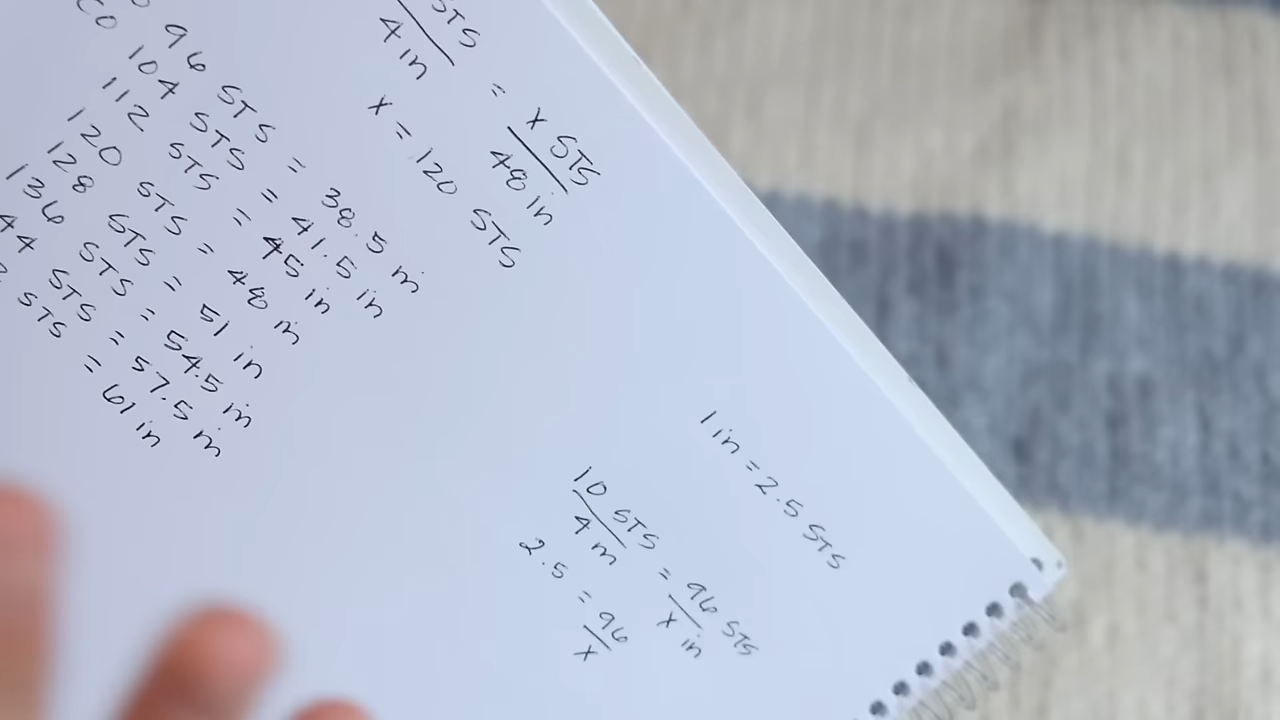 CO 96 STS = 38.5 in
104 STS = 41.5 in
112 STS = 45 in
120 STS = 48 in
128 STS = 51 in
136 STS = 54.5 in
44 STS = 57.5 in
STS = 61 in
STS / 4 in = x STS / 48 in
x = 120 STS
1 in = 2.5 STS
10 STS / 4 in = 96 STS / x in
2.5 = 96 / x